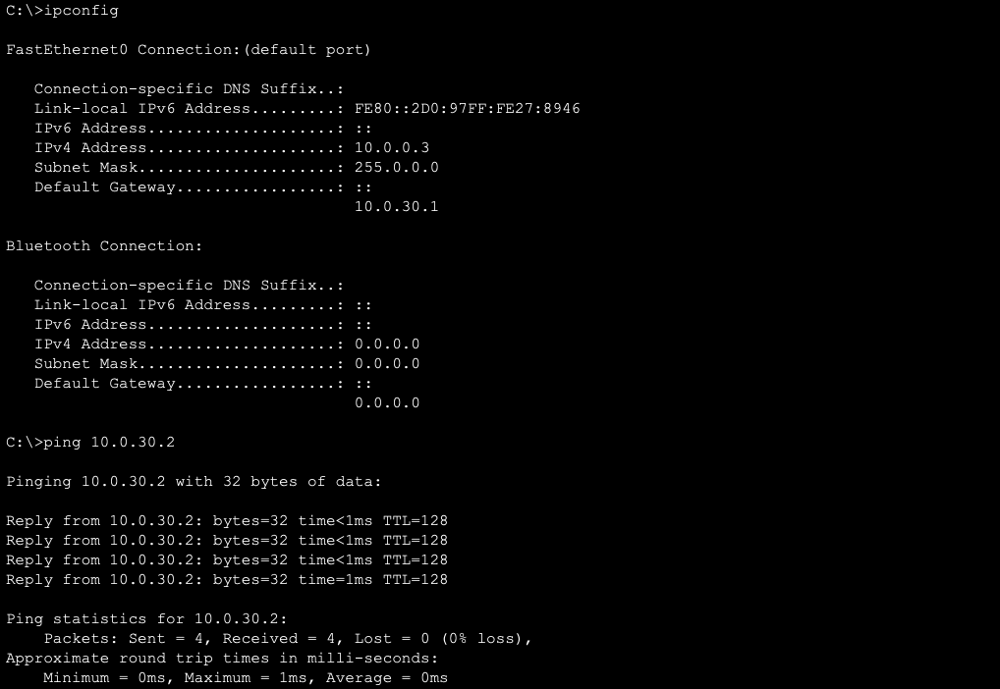 C:\>ipconfig
FastEthernet0 Connection:(default port)
Connection-specific DNS Suffix..:
Link-local IPv6 Address.........: FE80::2D0:97FF:FE27:8946
IPv6 Address....................: ::
IPv4 Address....................: 10.0.0.3
Subnet Mask.....................: 255.0.0.0
Default Gateway.................: ::
10.0.30.1
Bluetooth Connection:
Connection-specific DNS Suffix..:
Link-local IPv6 Address.........: ::
IPv6 Address....................: ::
IPv4 Address....................: 0.0.0.0
Subnet Mask.....................: 0.0.0.0
Default Gateway.................: ::
0.0.0.0
C:\>ping 10.0.30.2
Pinging 10.0.30.2 with 32 bytes of data:
Reply from 10.0.30.2: bytes=32 time<1ms TTL=128
Reply from 10.0.30.2: bytes=32 time<1ms TTL=128
Reply from 10.0.30.2: bytes=32 time<1ms TTL=128
Reply from 10.0.30.2: bytes=32 time=1ms TTL=128
Ping statistics for 10.0.30.2:
Packets: Sent = 4, Received = 4, Lost = 0 (0% loss),
Approximate round trip times in milli-seconds:
Minimum = 0ms, Maximum = 1ms, Average = 0ms